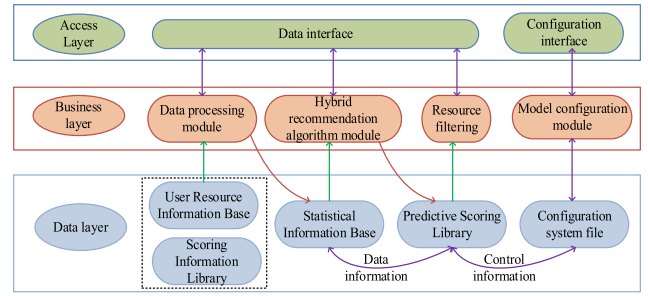 Access
Layer
Data interface
Configuration
interface
Business
layer
Data processing
module
Hybrid
recommendation
algorithm module
Resource
filtering
Model configuration
module
Data layer
User Resource
Information Base
Scoring
Information
Library
Statistical
Information Base
Predictive Scoring
Library
Configuration
system file
Data
information
Control
information